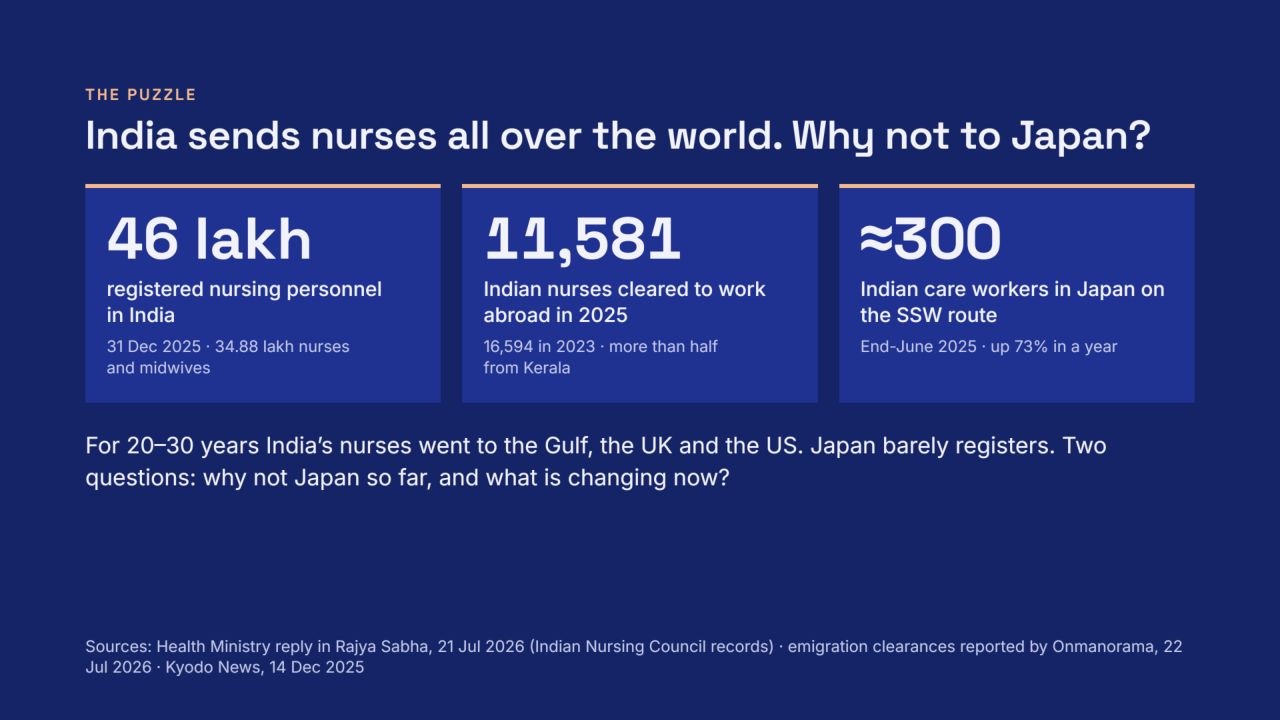 THE PUZZLE
India sends nurses all over the world. Why not to Japan?
46 lakh
registered nursing personnel
in India
31 Dec 2025 · 34.88 lakh nurses
and midwives
11,581
Indian nurses cleared to work
abroad in 2025
16,594 in 2023 · more than half
from Kerala
≈300
Indian care workers in Japan on
the SSW route
End-June 2025 · up 73% in a year
For 20–30 years India’s nurses went to the Gulf, the UK and the US. Japan barely registers. Two
questions: why not Japan so far, and what is changing now?
Sources: Health Ministry reply in Rajya Sabha, 21 Jul 2026 (Indian Nursing Council records) · emigration clearances reported by Onmanorama, 22
Jul 2026 · Kyodo News, 14 Dec 2025